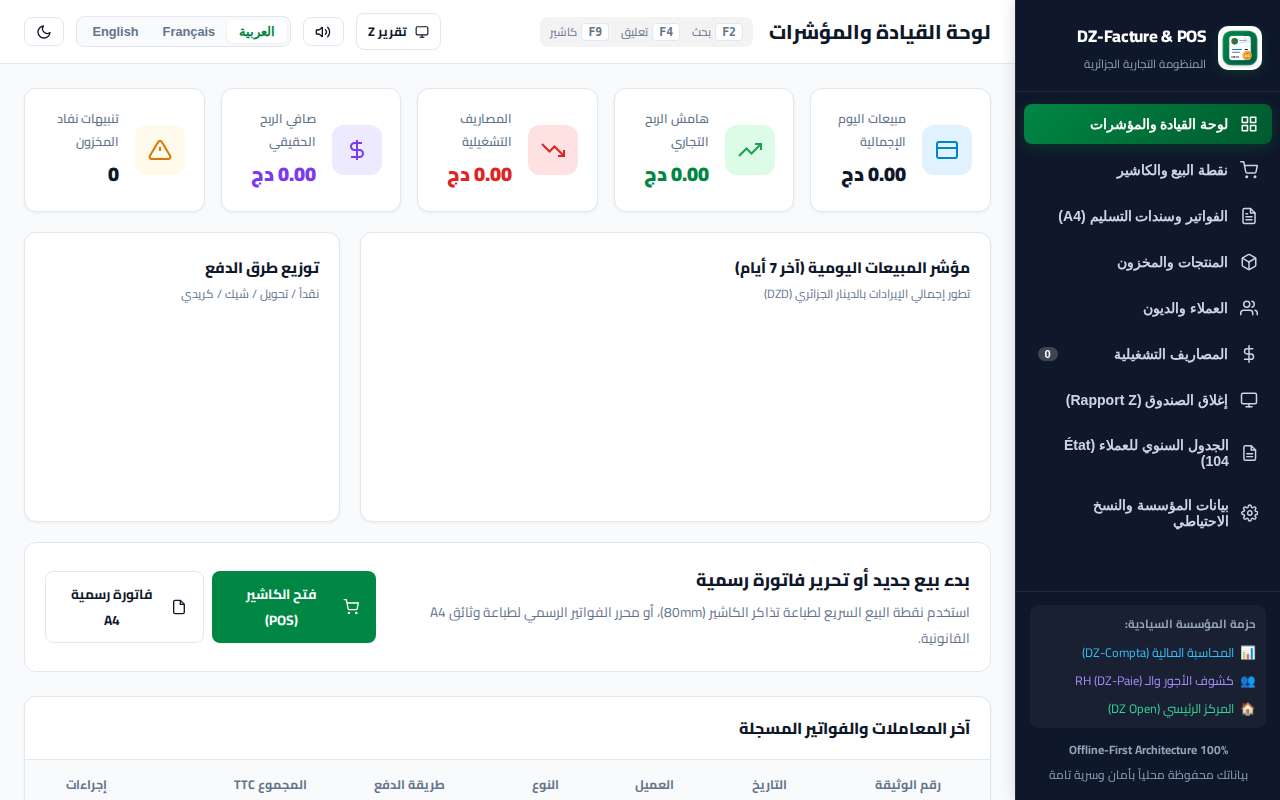 DZ-Facture & POS
المنظومة التجارية الجزائرية
لوحة القيادة والمؤشرات
نقطة البيع والكاشير
الفواتير وسندات التسليم (A4)
المنتجات والمخزون
العملاء والديون
المصاريف التشغيلية
0
إغلاق الصندوق (Rapport Z)
الجدول السنوي للعملاء (État
104)
بيانات المؤسسة والنسخ
الاحتياطي
حزمة المؤسسة السيادية:
📊 المحاسبة المالية (DZ-Compta)
👥 كشوف الأجور والـ RH (DZ-Paie)
🏠 المركز الرئيسي (DZ Open)
Offline-First Architecture 100%
بياناتك محفوظة محلياً بأمان وسرية تامة
لوحة القيادة والمؤشرات
F2 بحث F4 تعليق F9 كاشير
تقرير Z
العربية Français English
مبيعات اليوم
الإجمالية
0.00 دج
هامش الربح
التجاري
0.00 دج
المصاريف
التشغيلية
0.00 دج
صافي الربح
الحقيقي
0.00 دج
تنبيهات نفاد
المخزون
0
مؤشر المبيعات اليومية (آخر 7 أيام)
تطور إجمالي الإيرادات بالدينار الجزائري (DZD)
توزيع طرق الدفع
نقداً / تحويل / شيك / كريدي
بدء بيع جديد أو تحرير فاتورة رسمية
استخدم نقطة البيع السريع لطباعة تذاكر الكاشير (80mm)، أو محرر الفواتير الرسمي لطباعة وثائق A4
القانونية.
فتح الكاشير
(POS)
فاتورة رسمية
A4
آخر المعاملات والفواتير المسجلة
رقم الوثيقة التاريخ العميل النوع طريقة الدفع المجموع TTC إجراءات